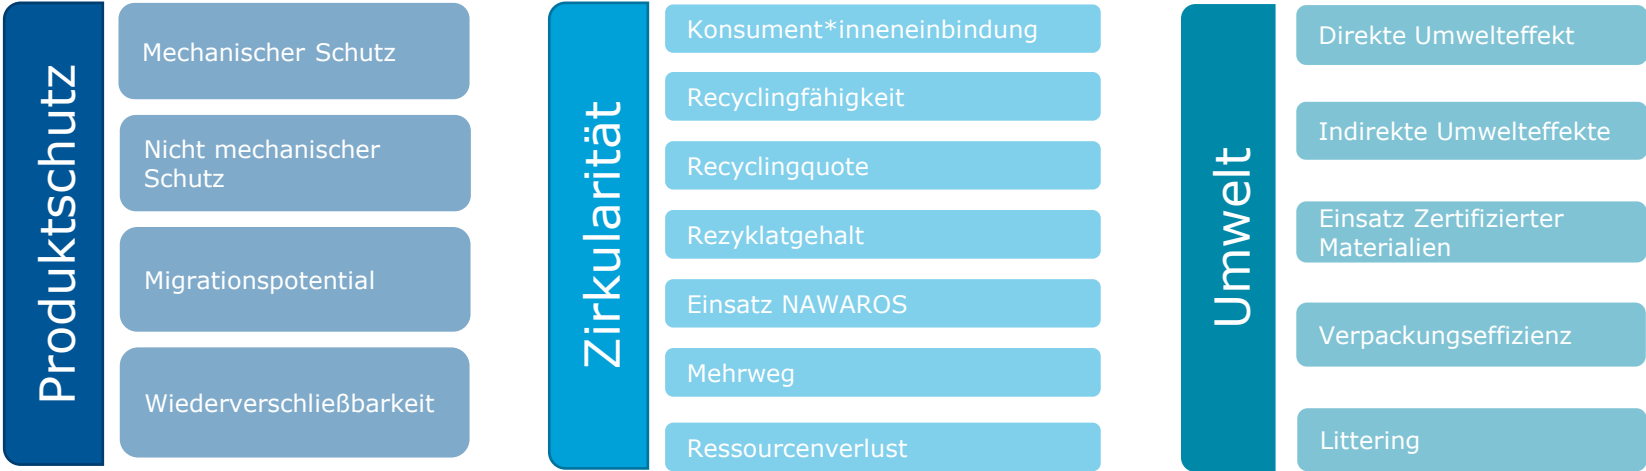 Produktschutz
Mechanischer Schutz
Nicht mechanischer
Schutz
Migrationspotential
Wiederverschließbarkeit
Zirkularität
Konsument*inneneinbindung
Recyclingfähigkeit
Recyclingquote
Rezyklatgehalt
Einsatz NAWAROS
Mehrweg
Ressourcenverlust
Umwelt
Direkte Umwelteffekt
Indirekte Umwelteffekte
Einsatz Zertifizierter
Materialien
Verpackungseffizienz
Littering